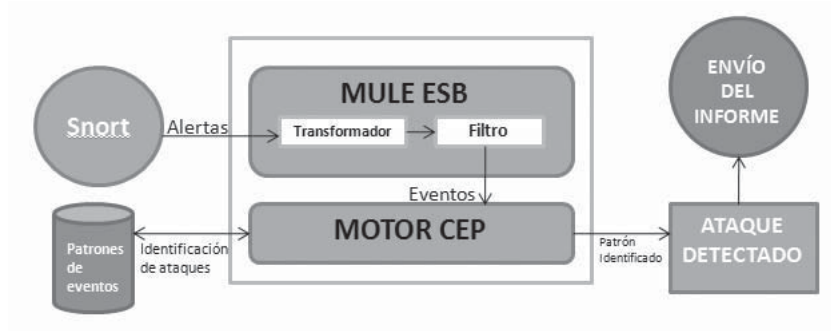 MULE ESB
Snort
Alertas
Transformador
Filtro
Eventos
MOTOR CEP
Patrones
de
eventos
Identificación
de ataques
Patrón
Identificado
ATAQUE
DETECTADO
ENVÍO
DEL
INFORME